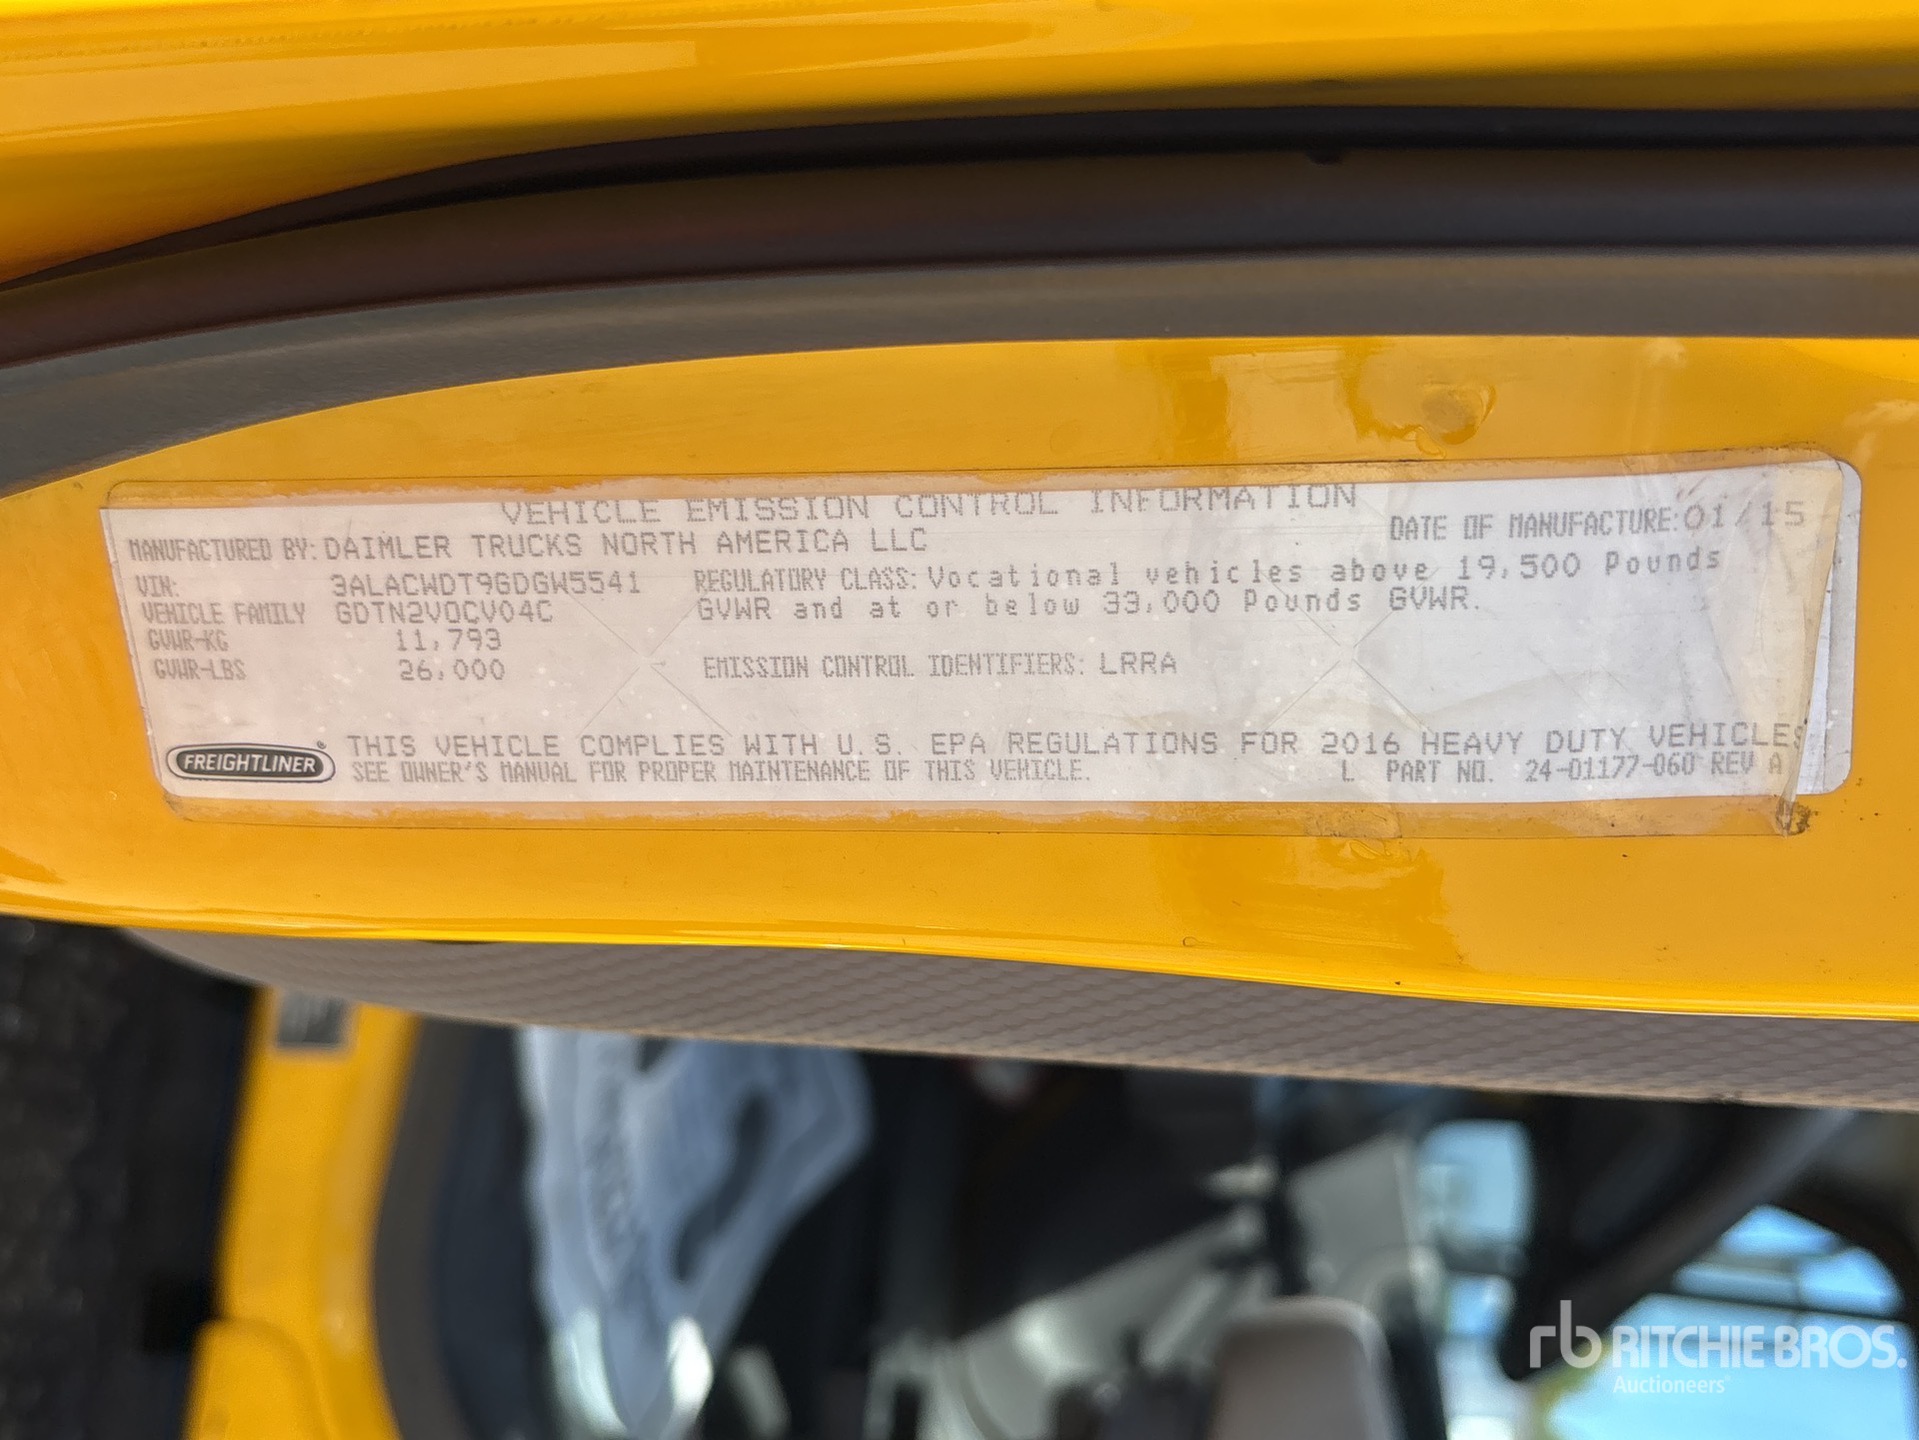 VEHICLE EMISSION CONTROL INFORMATION
MANUFACTURED BY: DAIMLER TRUCKS NORTH AMERICA LLC
DATE OF MANUFACTURE: 01/15
VIN: 3ALACWDT9GDGW5541
REGULATORY CLASS: Vocational vehicles above 19,500 Pounds
VEHICLE FAMILY GDTN2VOCV04C
GVWR and at or below 33,000 Pounds GVWR.
GVWR-KG 11,793
GVWR-LBS 26,000
EMISSION CONTROL IDENTIFIERS: LRRA
FREIGHTLINER®
THIS VEHICLE COMPLIES WITH U.S. EPA REGULATIONS FOR 2016 HEAVY DUTY VEHICLES
SEE OWNER'S MANUAL FOR PROPER MAINTENANCE OF THIS VEHICLE. L PART NO. 24-01177-060 REV A
rb RITCHIE BROS.
Auctioneers